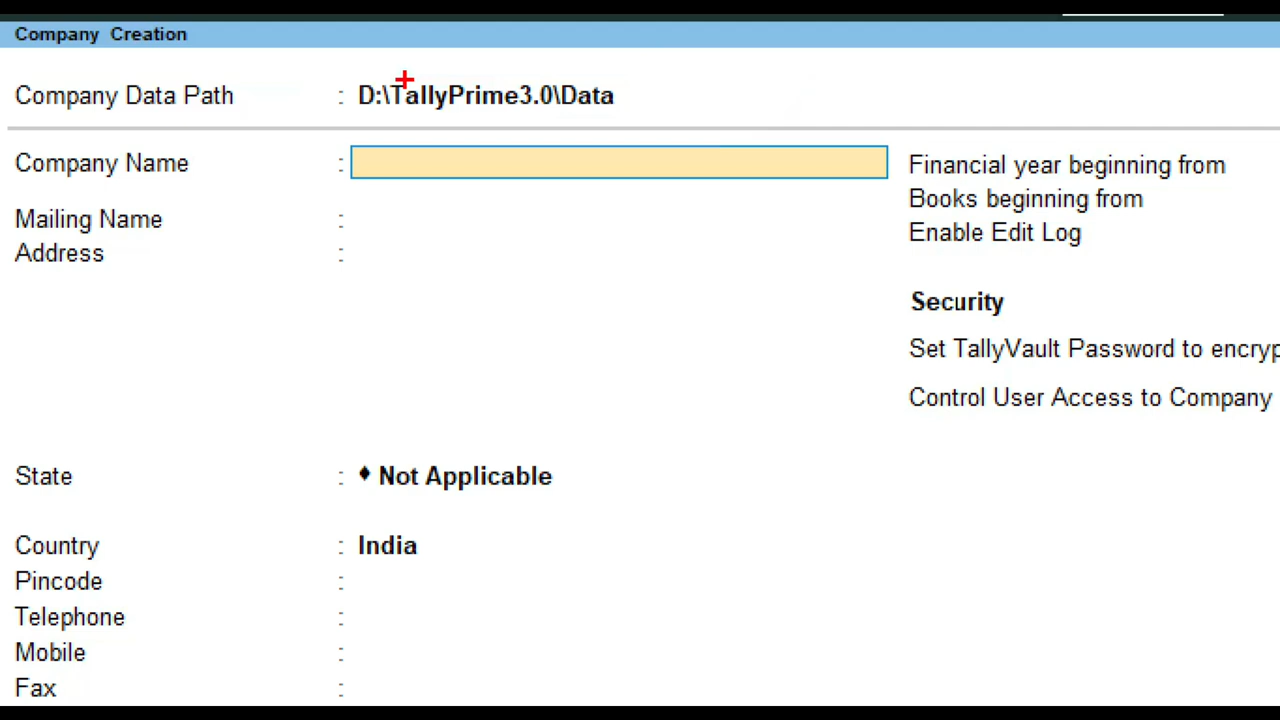 Company Creation
Company Data Path : D:\TallyPrime3.0\Data
Company Name :
Mailing Name :
Address :
State : ♦ Not Applicable
Country : India
Pincode :
Telephone :
Mobile :
Fax :
Financial year beginning from
Books beginning from
Enable Edit Log
Security
Set TallyVault Password to encryp
Control User Access to Company